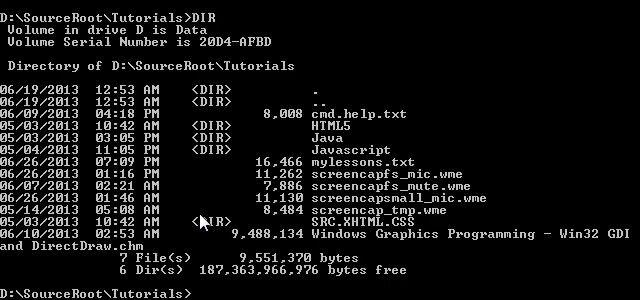 D:\SourceRoot\Tutorials>DIR
Volume in drive D is Data
Volume Serial Number is 20D4-AFBD
Directory of D:\SourceRoot\Tutorials
06/19/2013  12:53 AM    <DIR>          .
06/19/2013  12:53 AM    <DIR>          ..
06/09/2013  04:18 PM             8,008 cmd.help.txt
05/03/2013  10:42 AM    <DIR>          HTML5
05/03/2013  03:05 PM    <DIR>          Java
05/04/2013  11:05 PM    <DIR>          Javascript
06/26/2013  07:09 PM            16,466 mylessons.txt
06/26/2013  01:16 PM            11,262 screencapfs_mic.wme
06/07/2013  02:21 AM             7,886 screencapfs_mute.wme
06/26/2013  01:46 AM            11,130 screencapsmall_mic.wme
05/14/2013  05:08 AM             8,484 screencap_tmp.wme
05/03/2013  10:42 AM    <DIR>          SRC.XHTML.CSS
06/10/2013  02:53 AM         9,488,134 Windows Graphics Programming - Win32 GDI
and DirectDraw.chm
7 File(s)      9,551,370 bytes
6 Dir(s)  187,363,966,976 bytes free
D:\SourceRoot\Tutorials>